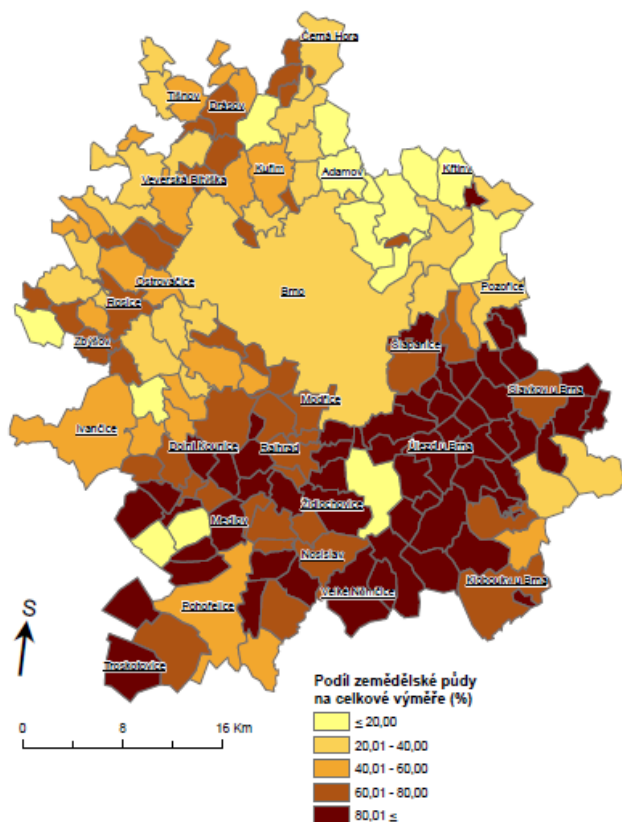 Černá Hora
Tišnov
Drásov
Kuřim
Adamov
Křtiny
Veverská Bítýška
Ostrovačice
Brno
Pozořice
Rosice
Zbýšov
Šlapanice
Slavkov u Brna
Modřice
Ivančice
Dolní Kounice
Rajhrad
Újezd u Brna
Židlochovice
Medlov
Nosislav
Klobouky u Brna
Velké Němčice
Pohořelice
Troskotovice
S
Podíl zemědělské půdy
na celkové výměře (%)
≤ 20,00
20,01 - 40,00
40,01 - 60,00
60,01 - 80,00
80,01 ≤
0 8 16 Km